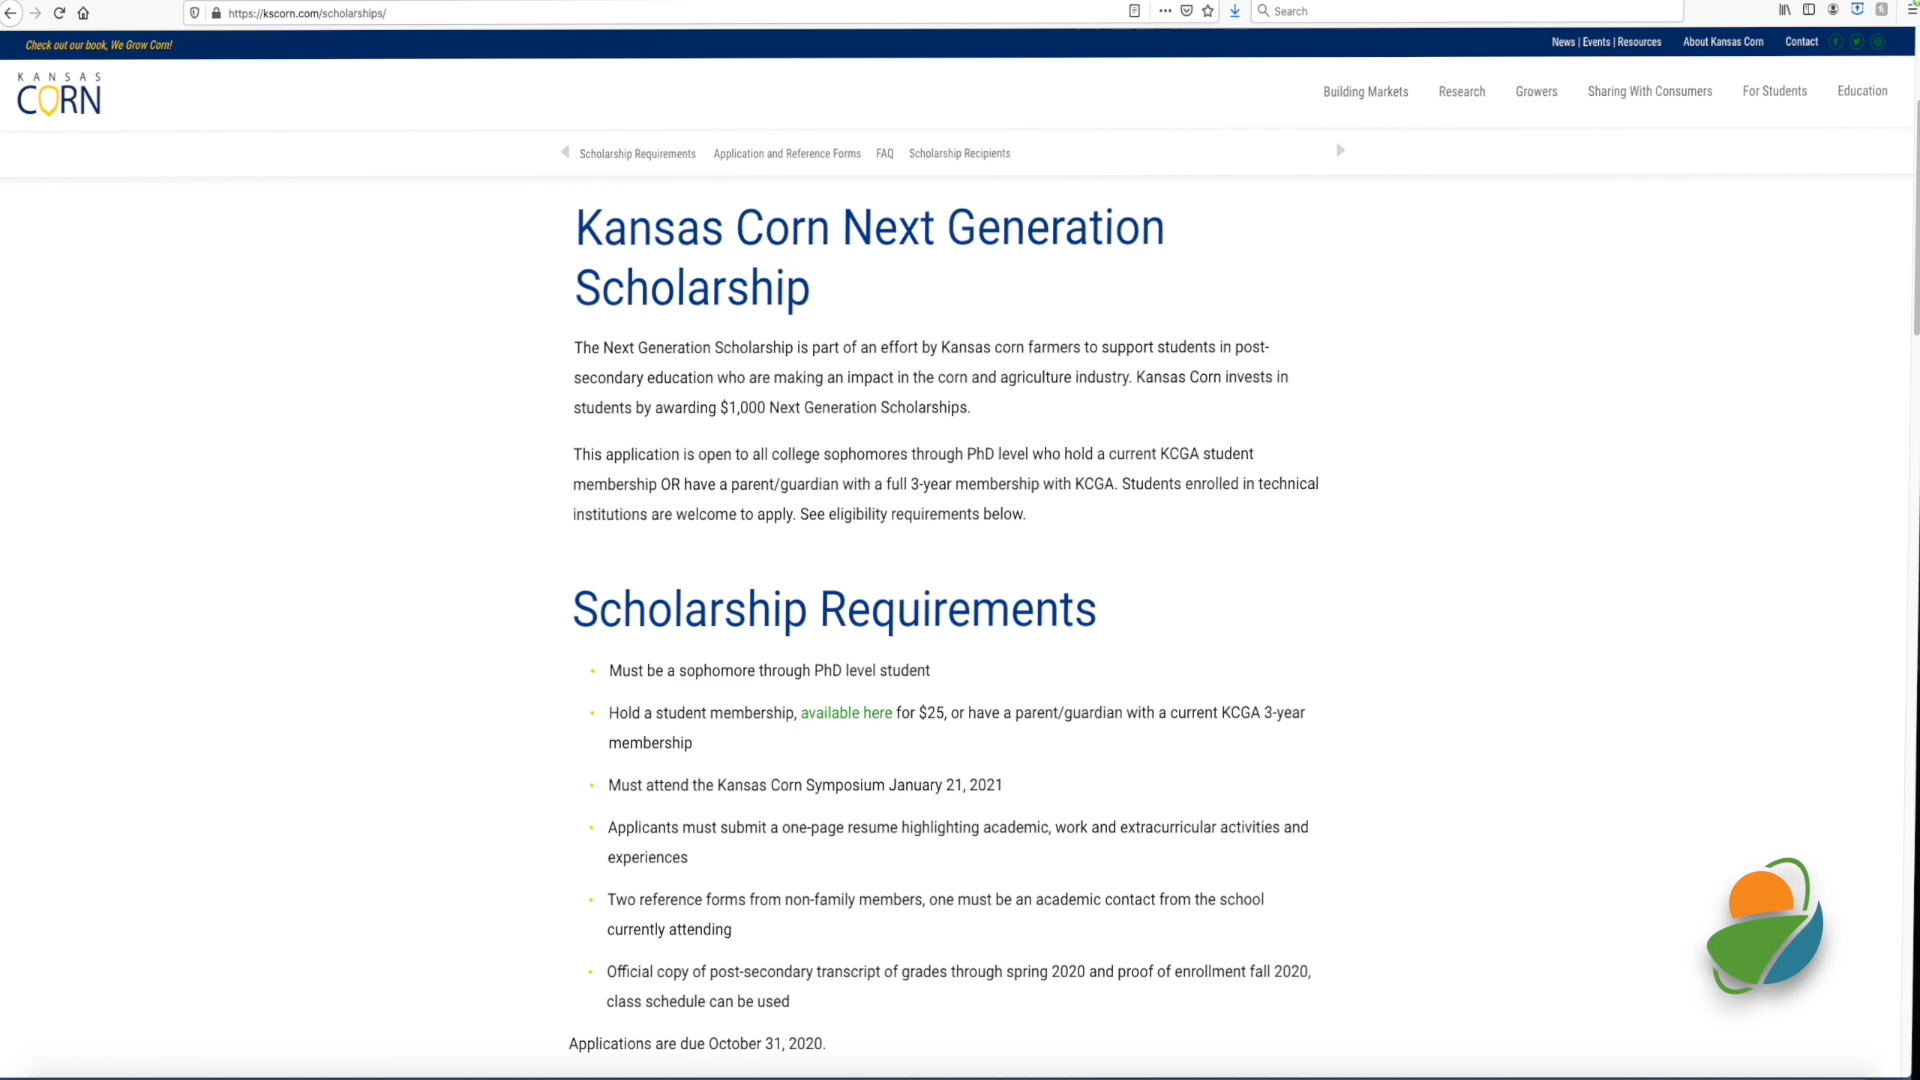 https://kscorn.com/scholarships/
Search
Check out our book, We Grow Corn!
News | Events | Resources
About Kansas Corn
Contact
KANSAS
CORN
Building Markets
Research
Growers
Sharing With Consumers
For Students
Education
Scholarship Requirements
Application and Reference Forms
FAQ
Scholarship Recipients
Kansas Corn Next Generation
Scholarship
The Next Generation Scholarship is part of an effort by Kansas corn farmers to support students in post-
secondary education who are making an impact in the corn and agriculture industry. Kansas Corn invests in
students by awarding $1,000 Next Generation Scholarships.
This application is open to all college sophomores through PhD level who hold a current KCGA student
membership OR have a parent/guardian with a full 3-year membership with KCGA. Students enrolled in technical
institutions are welcome to apply. See eligibility requirements below.
Scholarship Requirements
Must be a sophomore through PhD level student
Hold a student membership, available here for $25, or have a parent/guardian with a current KCGA 3-year
membership
Must attend the Kansas Corn Symposium January 21, 2021
Applicants must submit a one-page resume highlighting academic, work and extracurricular activities and
experiences
Two reference forms from non-family members, one must be an academic contact from the school
currently attending
Official copy of post-secondary transcript of grades through spring 2020 and proof of enrollment fall 2020,
class schedule can be used
Applications are due October 31, 2020.